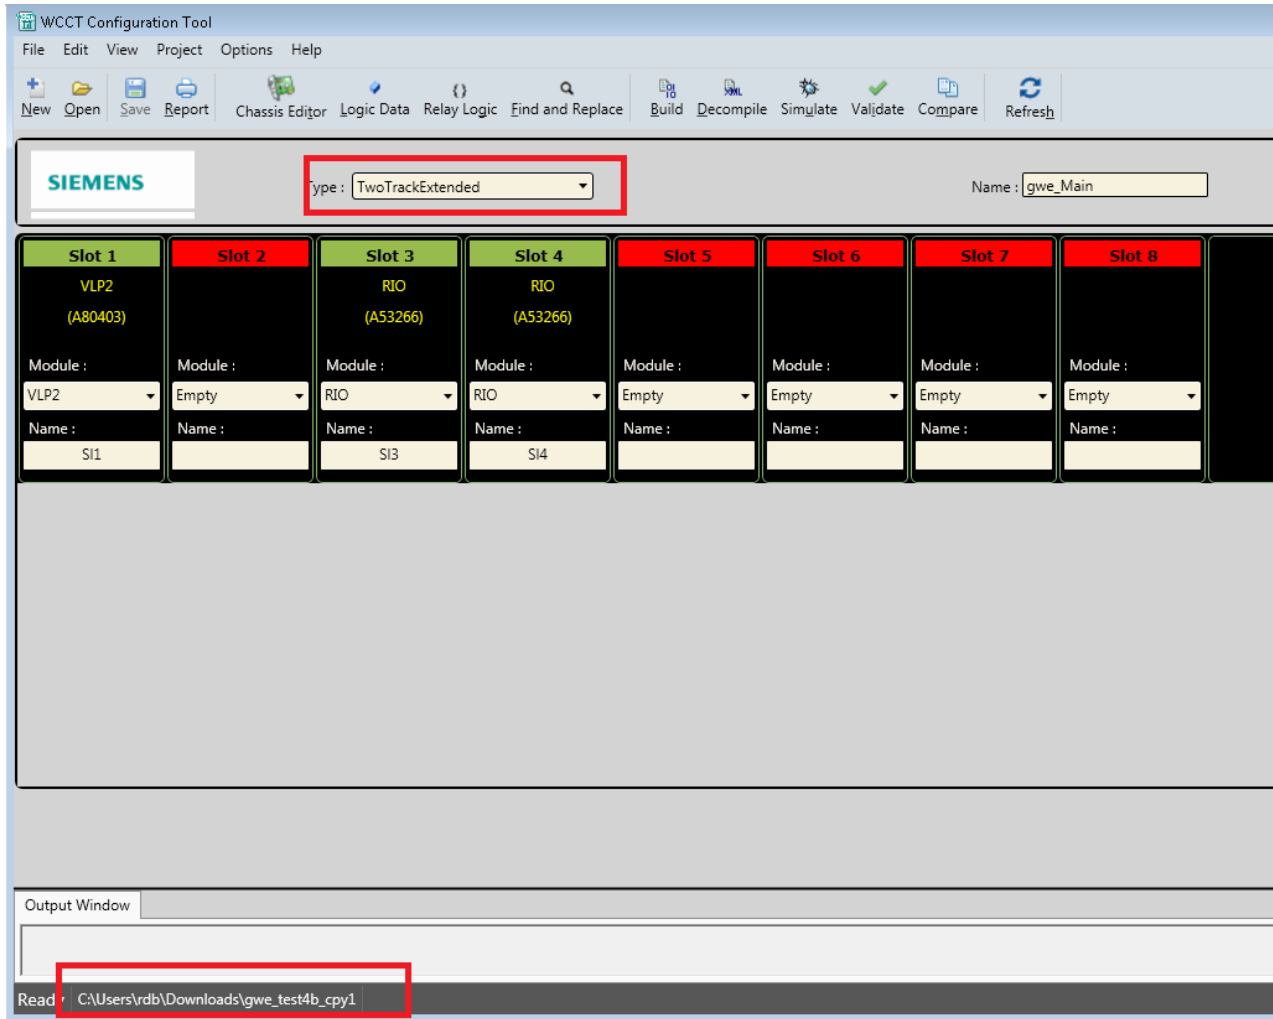 WCCT Configuration Tool
File Edit View Project Options Help
New Open Save Report Chassis Editor Logic Data Relay Logic Find and Replace Build Decompile Simulate Validate Compare Refresh
SIEMENS Type : TwoTrackExtended Name : gwe_Main
Slot 1 Slot 2 Slot 3 Slot 4 Slot 5 Slot 6 Slot 7 Slot 8
VLP2 RIO RIO
(A80403) (A53266) (A53266)
Module : Module : Module : Module : Module : Module : Module : Module :
VLP2 Empty RIO RIO Empty Empty Empty Empty
Name : Name : Name : Name : Name : Name : Name : Name :
SI1 SI3 SI4
Output Window
Ready C:\Users\rdb\Downloads\gwe_test4b_cpy1